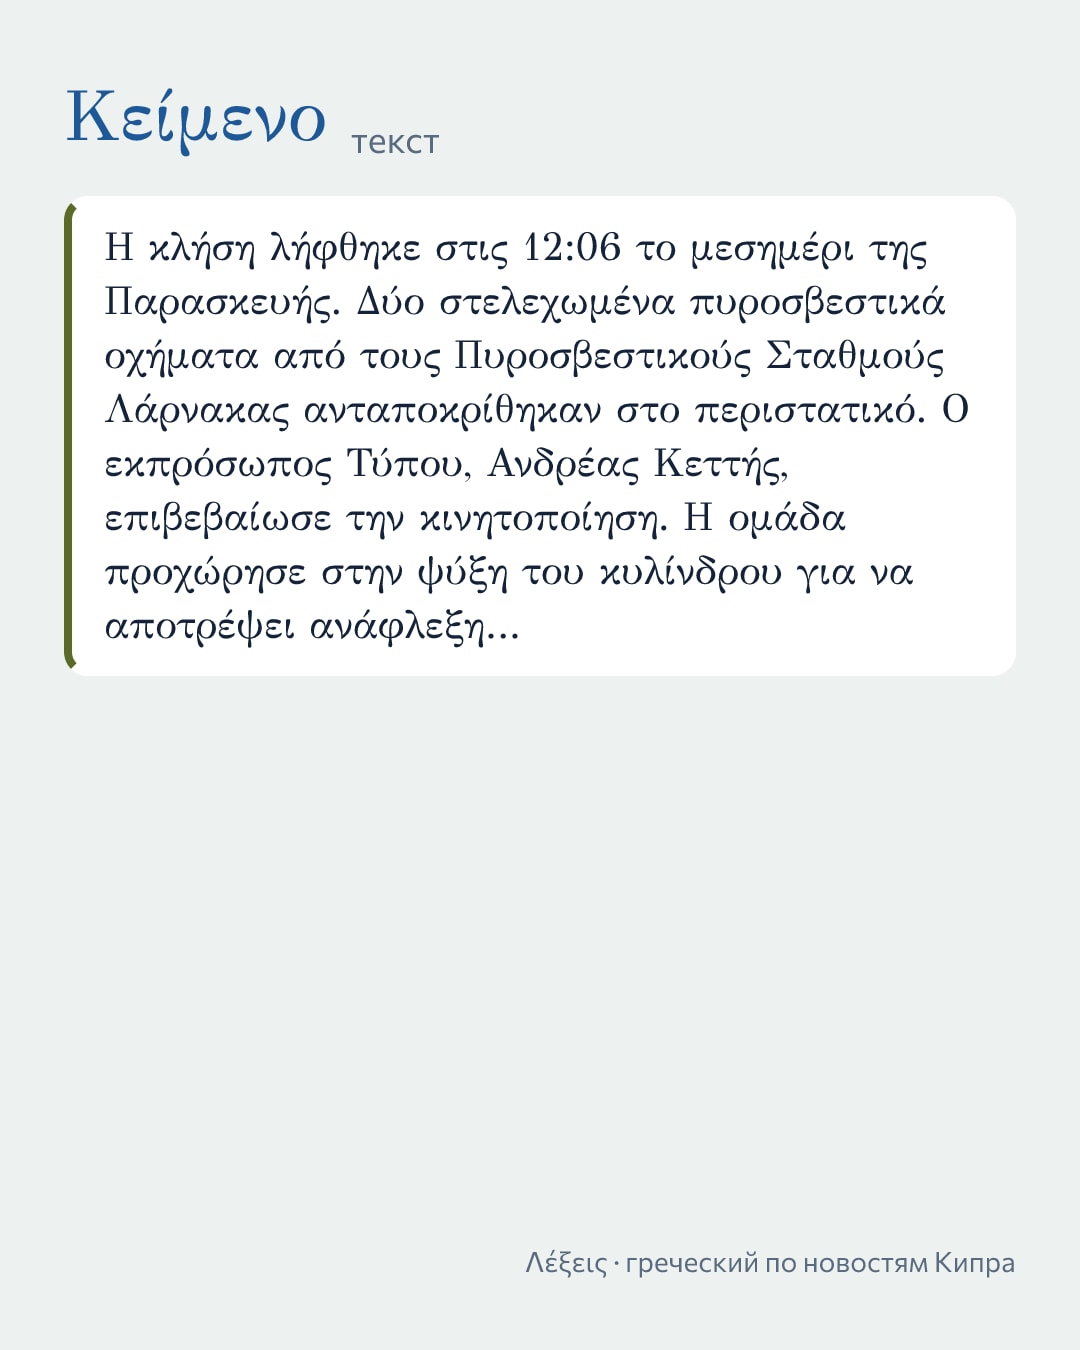 Κείμενο текст
Η κλήση λήφθηκε στις 12:06 το μεσημέρι της
Παρασκευής. Δύο στελεχωμένα πυροσβεστικά
οχήματα από τους Πυροσβεστικούς Σταθμούς
Λάρνακας ανταποκρίθηκαν στο περιστατικό. Ο
εκπρόσωπος Τύπου, Ανδρέας Κεττής,
επιβεβαίωσε την κινητοποίηση. Η ομάδα
προχώρησε στην ψύξη του κυλίνδρου για να
αποτρέψει ανάφλεξη...
Λέξεις · греческий по новостям Кипра